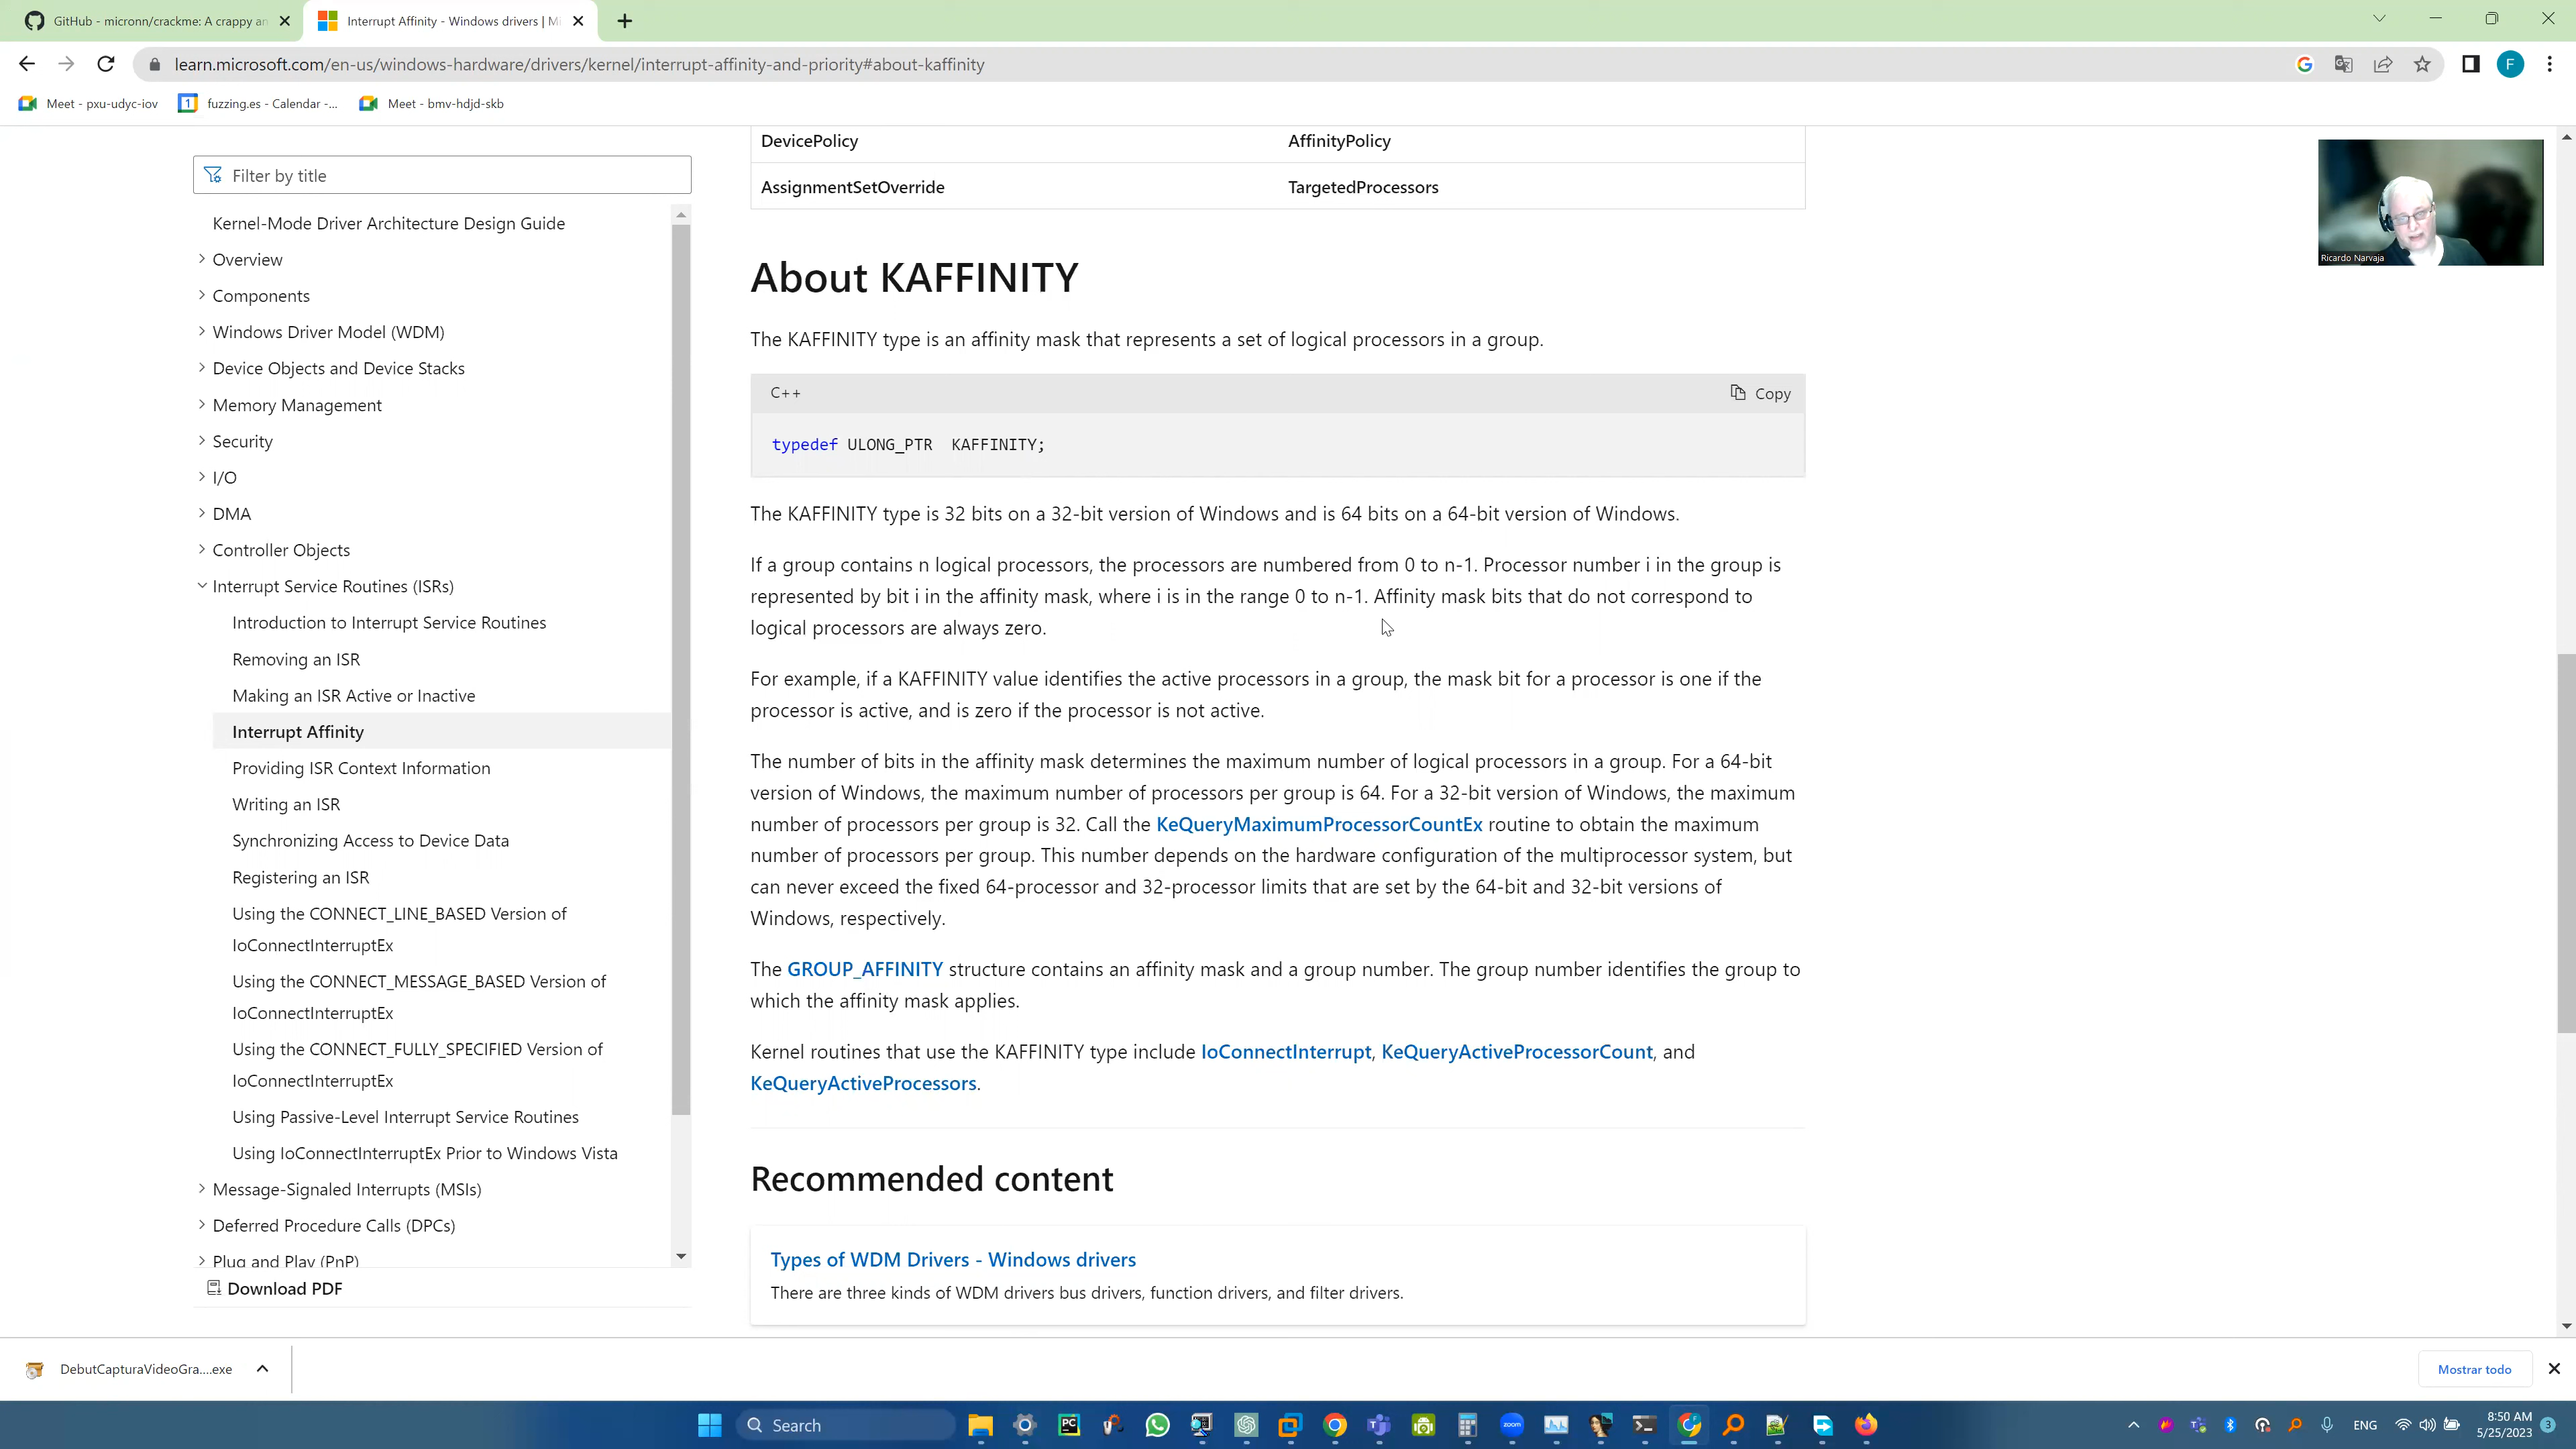 GitHub - micronn/crackme: A crappy an
Interrupt Affinity - Windows drivers | Mi
learn.microsoft.com/en-us/windows-hardware/drivers/kernel/interrupt-affinity-and-priority#about-kaffinity
F
Meet - pxu-udyc-iov
fuzzing.es - Calendar -...
Meet - bmv-hdjd-skb
Filter by title
Kernel-Mode Driver Architecture Design Guide
Overview
Components
Windows Driver Model (WDM)
Device Objects and Device Stacks
Memory Management
Security
I/O
DMA
Controller Objects
Interrupt Service Routines (ISRs)
Introduction to Interrupt Service Routines
Removing an ISR
Making an ISR Active or Inactive
Interrupt Affinity
Providing ISR Context Information
Writing an ISR
Synchronizing Access to Device Data
Registering an ISR
Using the CONNECT_LINE_BASED Version of
IoConnectInterruptEx
Using the CONNECT_MESSAGE_BASED Version of
IoConnectInterruptEx
Using the CONNECT_FULLY_SPECIFIED Version of
IoConnectInterruptEx
Using Passive-Level Interrupt Service Routines
Using IoConnectInterruptEx Prior to Windows Vista
Message-Signaled Interrupts (MSIs)
Deferred Procedure Calls (DPCs)
Plug and Play (PnP)
Download PDF
DevicePolicy AffinityPolicy
AssignmentSetOverride TargetedProcessors
About KAFFINITY
The KAFFINITY type is an affinity mask that represents a set of logical processors in a group.
C++ Copy
typedef ULONG_PTR  KAFFINITY;
The KAFFINITY type is 32 bits on a 32-bit version of Windows and is 64 bits on a 64-bit version of Windows.
If a group contains n logical processors, the processors are numbered from 0 to n-1. Processor number i in the group is
represented by bit i in the affinity mask, where i is in the range 0 to n-1. Affinity mask bits that do not correspond to
logical processors are always zero.
For example, if a KAFFINITY value identifies the active processors in a group, the mask bit for a processor is one if the
processor is active, and is zero if the processor is not active.
The number of bits in the affinity mask determines the maximum number of logical processors in a group. For a 64-bit
version of Windows, the maximum number of processors per group is 64. For a 32-bit version of Windows, the maximum
number of processors per group is 32. Call the KeQueryMaximumProcessorCountEx routine to obtain the maximum
number of processors per group. This number depends on the hardware configuration of the multiprocessor system, but
can never exceed the fixed 64-processor and 32-processor limits that are set by the 64-bit and 32-bit versions of
Windows, respectively.
The GROUP_AFFINITY structure contains an affinity mask and a group number. The group number identifies the group to
which the affinity mask applies.
Kernel routines that use the KAFFINITY type include IoConnectInterrupt, KeQueryActiveProcessorCount, and
KeQueryActiveProcessors.
Recommended content
Types of WDM Drivers - Windows drivers
There are three kinds of WDM drivers bus drivers, function drivers, and filter drivers.
Ricardo Narvaja
DebutCapturaVideoGra....exe
Mostrar todo
Search
PC
zoom
ENG
8:50 AM
5/25/2023
3